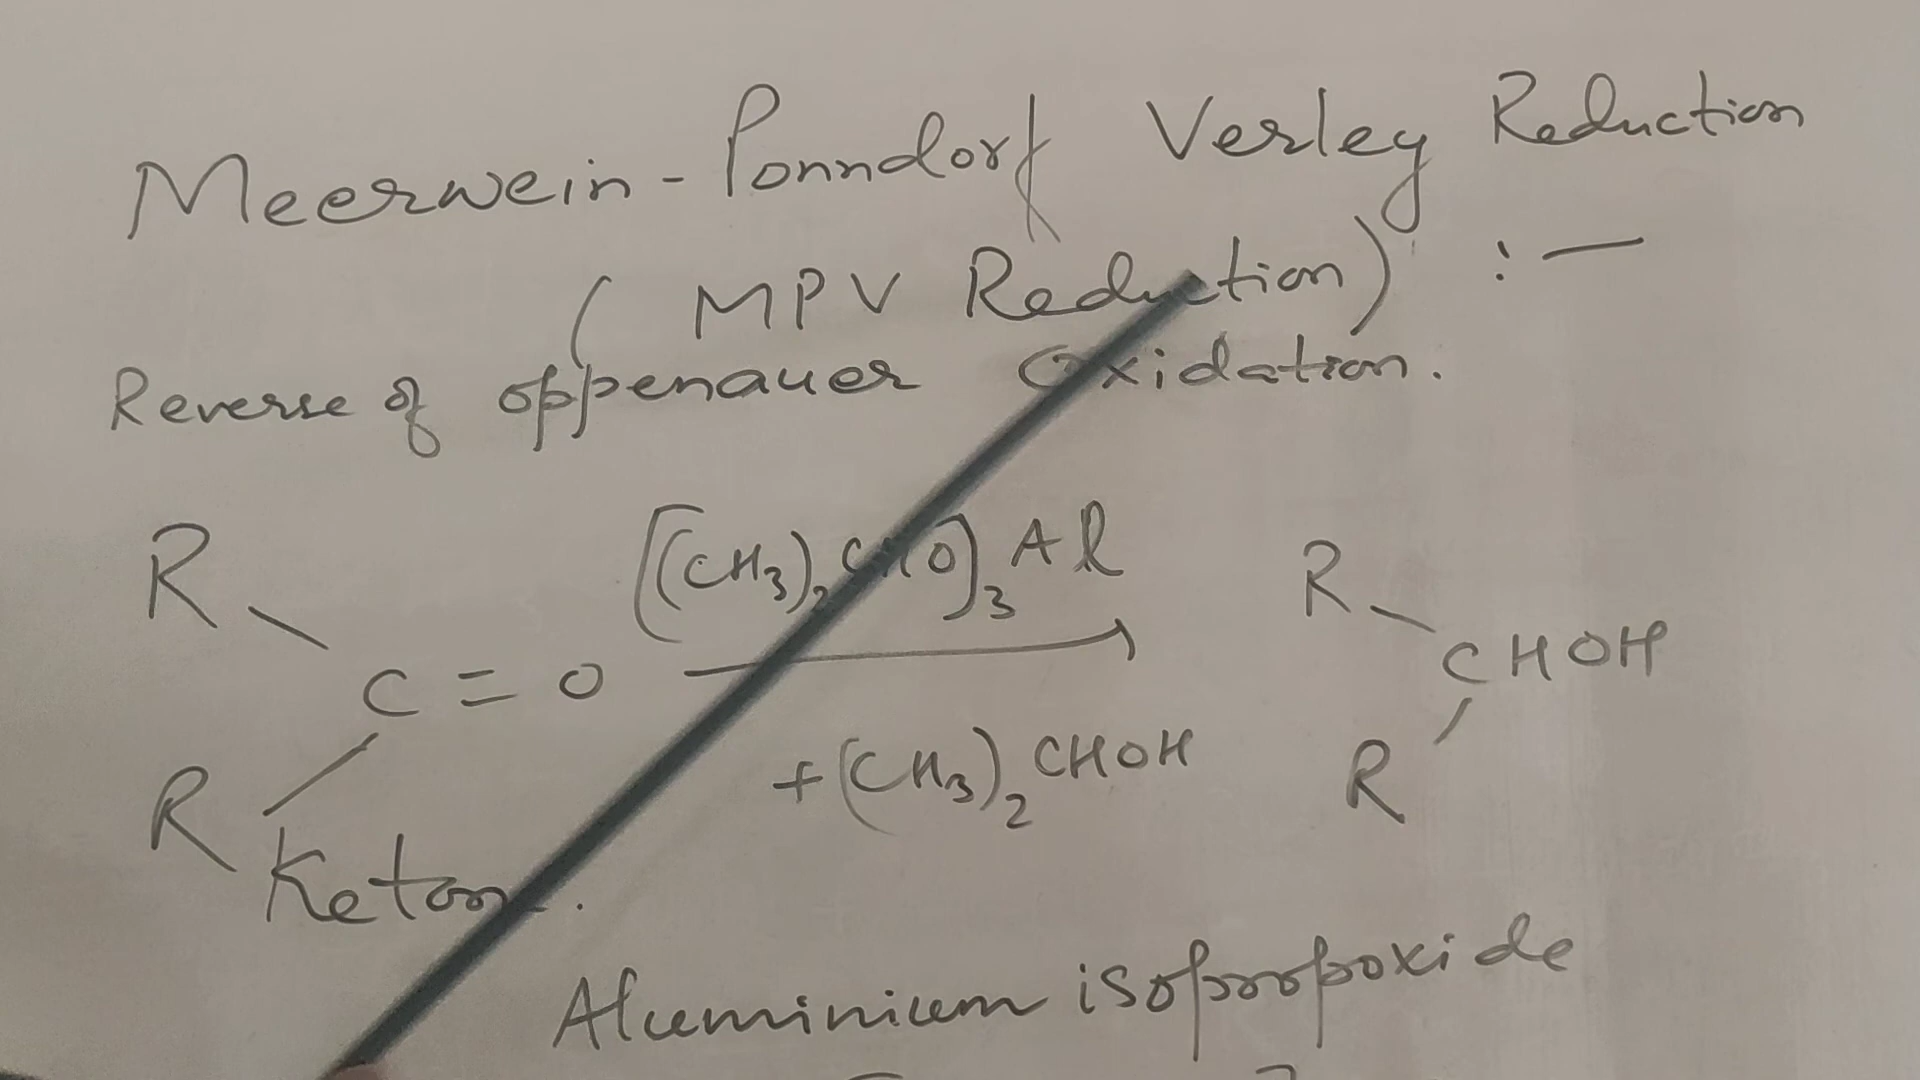 Meerwein-Ponndorf Verley Reduction
( MPV Reduction) :—
Reverse of oppenauer Oxidation.
R [(CH3)2CHO]3Al R
C=O CHOH
R +(CH3)2CHOH R
Ketone.
Aluminium isopropoxide